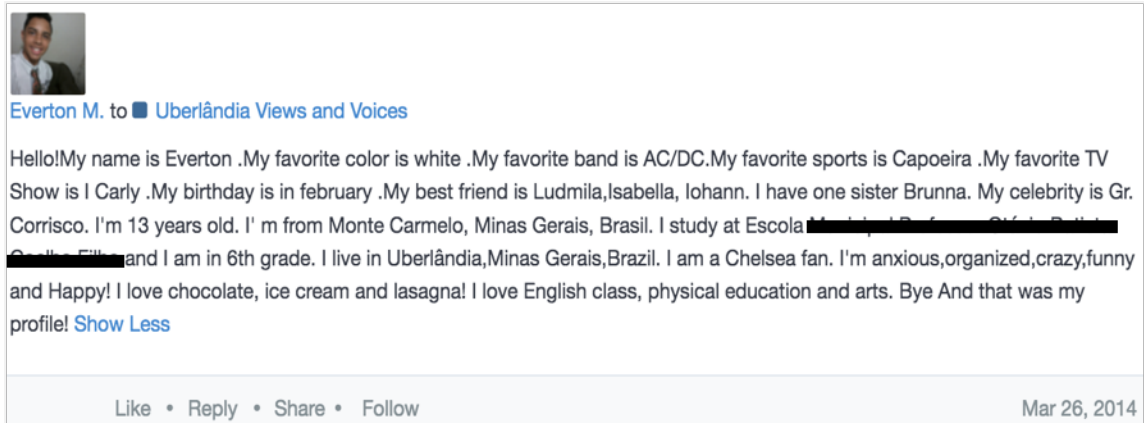 Everton M. to Uberlândia Views and Voices
Hello!My name is Everton .My favorite color is white .My favorite band is AC/DC.My favorite sports is Capoeira .My favorite TV
Show is I Carly .My birthday is in february .My best friend is Ludmila,Isabella, Iohann. I have one sister Brunna. My celebrity is Gr.
Corrisco. I'm 13 years old. I' m from Monte Carmelo, Minas Gerais, Brasil. I study at Escola
and I am in 6th grade. I live in Uberlândia,Minas Gerais,Brazil. I am a Chelsea fan. I'm anxious,organized,crazy,funny
and Happy! I love chocolate, ice cream and lasagna! I love English class, physical education and arts. Bye And that was my
profile! Show Less
Like • Reply • Share • Follow Mar 26, 2014